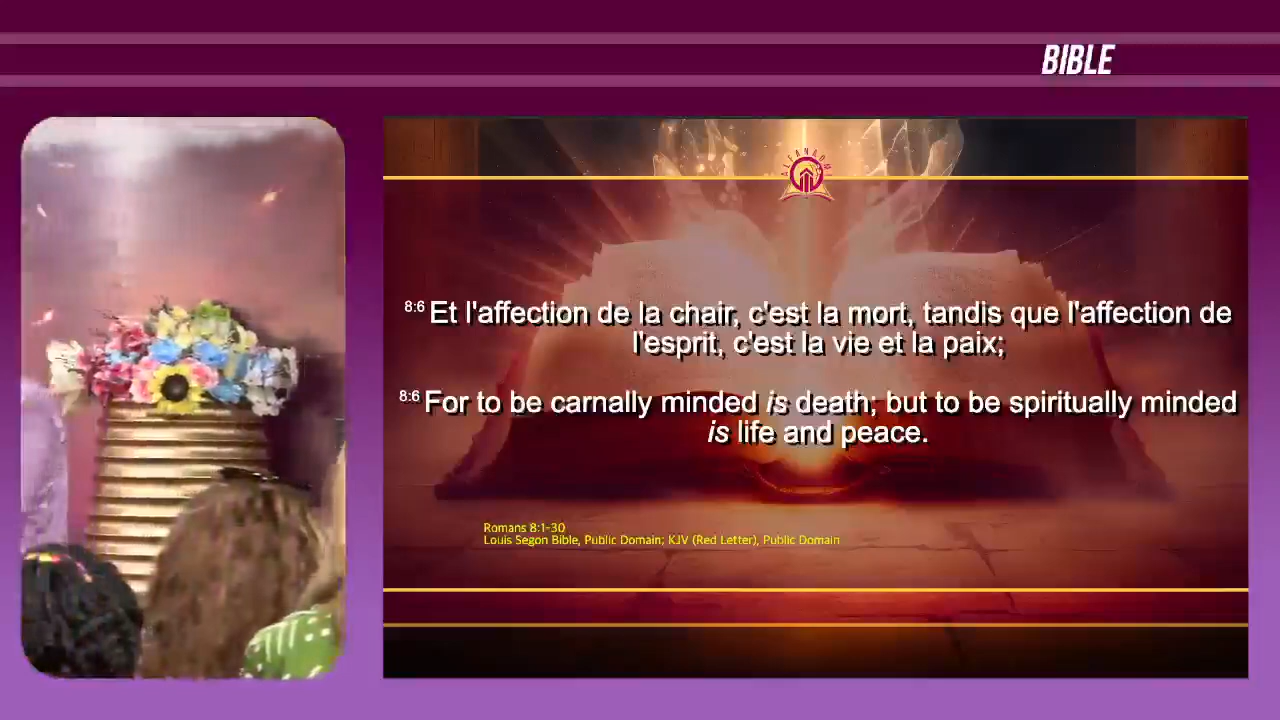 BIBLE
ALFANAOMI
8:6 Et l'affection de la chair, c'est la mort, tandis que l'affection de
l'esprit, c'est la vie et la paix;
8:6 For to be carnally minded is death; but to be spiritually minded
is life and peace.
Romans 8:1-30
Louis Segon Bible, Public Domain; KJV (Red Letter), Public Domain